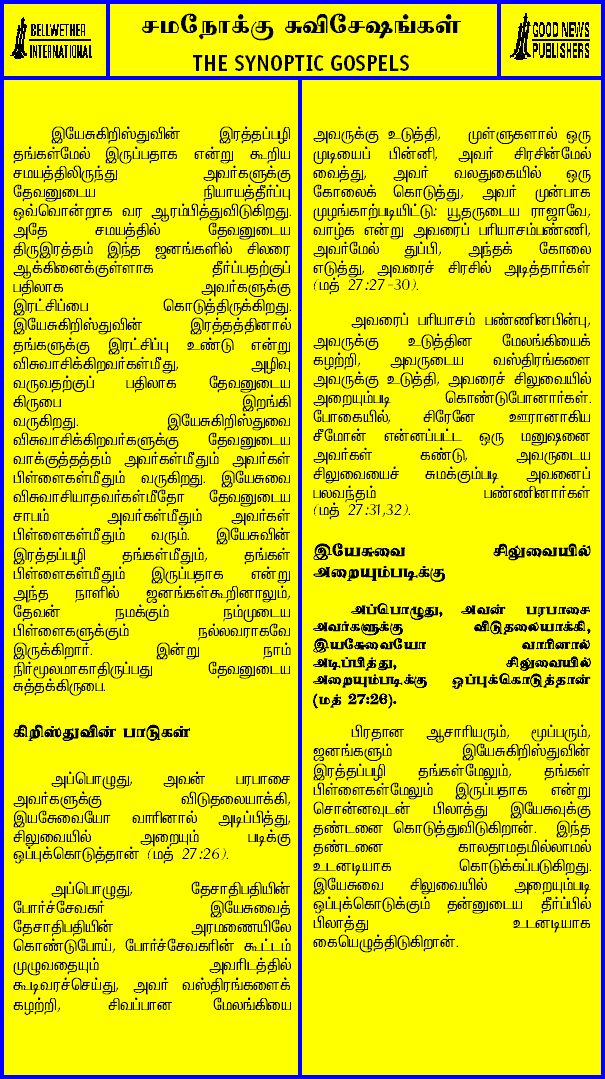 BELLWETHER
INTERNATIONAL
சமநோக்கு சுவிசேஷங்கள்
THE SYNOPTIC GOSPELS
GOOD NEWS
PUBLISHERS
இயேசுகிறிஸ்துவின் இரத்தப்பழி
தங்கள்மேல் இருப்பதாக என்று கூறிய
சமயத்திலிருந்து அவர்களுக்கு
தேவனுடைய நியாயத்தீர்ப்பு
ஒவ்வொன்றாக வர ஆரம்பித்துவிடுகிறது.
அதே சமயத்தில் தேவனுடைய
திருஇரத்தம் இந்த ஜனங்களில் சிலரை
ஆக்கினைக்குள்ளாக தீர்ப்பதற்குப்
பதிலாக அவர்களுக்கு
இரட்சிப்பை கொடுத்திருக்கிறது.
இயேசுகிறிஸ்துவின் இரத்தத்தினால்
தங்களுக்கு இரட்சிப்பு உண்டு என்று
விசுவாசிக்கிறவர்கள்மீது, அழிவு
வருவதற்குப் பதிலாக தேவனுடைய
கிருபை இறங்கி
வருகிறது. இயேசுகிறிஸ்துவை
விசுவாசிக்கிறவர்களுக்கு தேவனுடைய
வாக்குத்தத்தம் அவர்கள்மீதும் அவர்கள்
பிள்ளைகள்மீதும் வருகிறது. இயேசுவை
விசுவாசியாதவர்கள்மீதோ தேவனுடைய
சாபம் அவர்கள்மீதும் அவர்கள்
பிள்ளைகள்மீதும் வரும். இயேசுவின்
இரத்தப்பழி தங்கள்மீதும், தங்கள்
பிள்ளைகள்மீதும் இருப்பதாக என்று
அந்த நாளில் ஜனங்கள்கூறினாலும்,
தேவன் நமக்கும் நம்முடைய
பிள்ளைகளுக்கும் நல்லவராகவே
இருக்கிறார். இன்று நாம்
நிர்மூலமாகாதிருப்பது தேவனுடைய
சுத்தக்கிருபை.
கிறிஸ்துவின் பாடுகள்
அப்பொழுது, அவன் பரபாசை
அவர்களுக்கு விடுதலையாக்கி,
இயசுவையோ வாரினால் அடிப்பித்து,
சிலுவையில் அறையும் படிக்கு
ஒப்புக்கொடுத்தான் (மத் 27:26).
அப்பொழுது, தேசாதிபதியின்
போர்ச்சேவகர் இயேசுவைத்
தேசாதிபதியின் அரமணையிலே
கொண்டுபோய், போர்ச்சேவகரின் கூட்டம்
முழுவதையும் அவரிடத்தில்
கூடிவரச்செய்து, அவர் வஸ்திரங்களைக்
கழற்றி, சிவப்பான மேலங்கியை
அவருக்கு உடுத்தி, முள்ளுகளால் ஒரு
முடியைப் பின்னி, அவர் சிரசின்மேல்
வைத்து, அவர் வலதுகையில் ஒரு
கோலைக் கொடுத்து, அவர் முன்பாக
முழங்காற்படியிட்டு: யூதருடைய ராஜாவே,
வாழ்க என்று அவரைப் பரியாசம்பண்ணி,
அவர்மேல் துப்பி, அந்தக் கோலை
எடுத்து, அவரைச் சிரசில் அடித்தார்கள்
(மத் 27:27-30).
அவரைப் பரியாசம் பண்ணினபின்பு,
அவருக்கு உடுத்தின மேலங்கியைக்
கழற்றி, அவருடைய வஸ்திரங்களை
அவருக்கு உடுத்தி, அவரைச் சிலுவையில்
அறையும்படி கொண்டுபோனார்கள்.
போகையில், சிரேனே ஊரானாகிய
சீமோன் என்னப்பட்ட ஒரு மனுஷனை
அவர்கள் கண்டு, அவருடைய
சிலுவையைச் சுமக்கும்படி அவனைப்
பலவந்தம் பண்ணினார்கள்
(மத் 27:31,32).
இயேசுவை சிலுவையில்
அறையும்படிக்கு
அப்பொழுது, அவன் பரபாசை
அவர்களுக்கு விடுதலையாக்கி,
இயசுேவையோ வாரினால்
அடிப்பித்து, சிலுவையில்
அறையும்படிக்கு ஒப்புக்கொடுத்தான்
(மத் 27:26).
பிரதான ஆசாரியரும், மூப்பரும்,
ஜனங்களும் இயேசுகிறிஸ்துவின்
இரத்தப்பழி தங்கள்மேலும், தங்கள்
பிள்ளைகள்மேலும் இருப்பதாக என்று
சொன்னவுடன் பிலாத்து இயேசுவுக்கு
தண்டனை கொடுத்துவிடுகிறான். இந்த
தண்டனை காலதாமதமில்லாமல்
உடனடியாக கொடுக்கப்படுகிறது.
இயேசுவை சிலுவையில் அறையும்படி
ஒப்புக்கொடுக்கும் தன்னுடைய தீர்ப்பில்
பிலாத்து உடனடியாக
கையெழுத்திடுகிறான்.